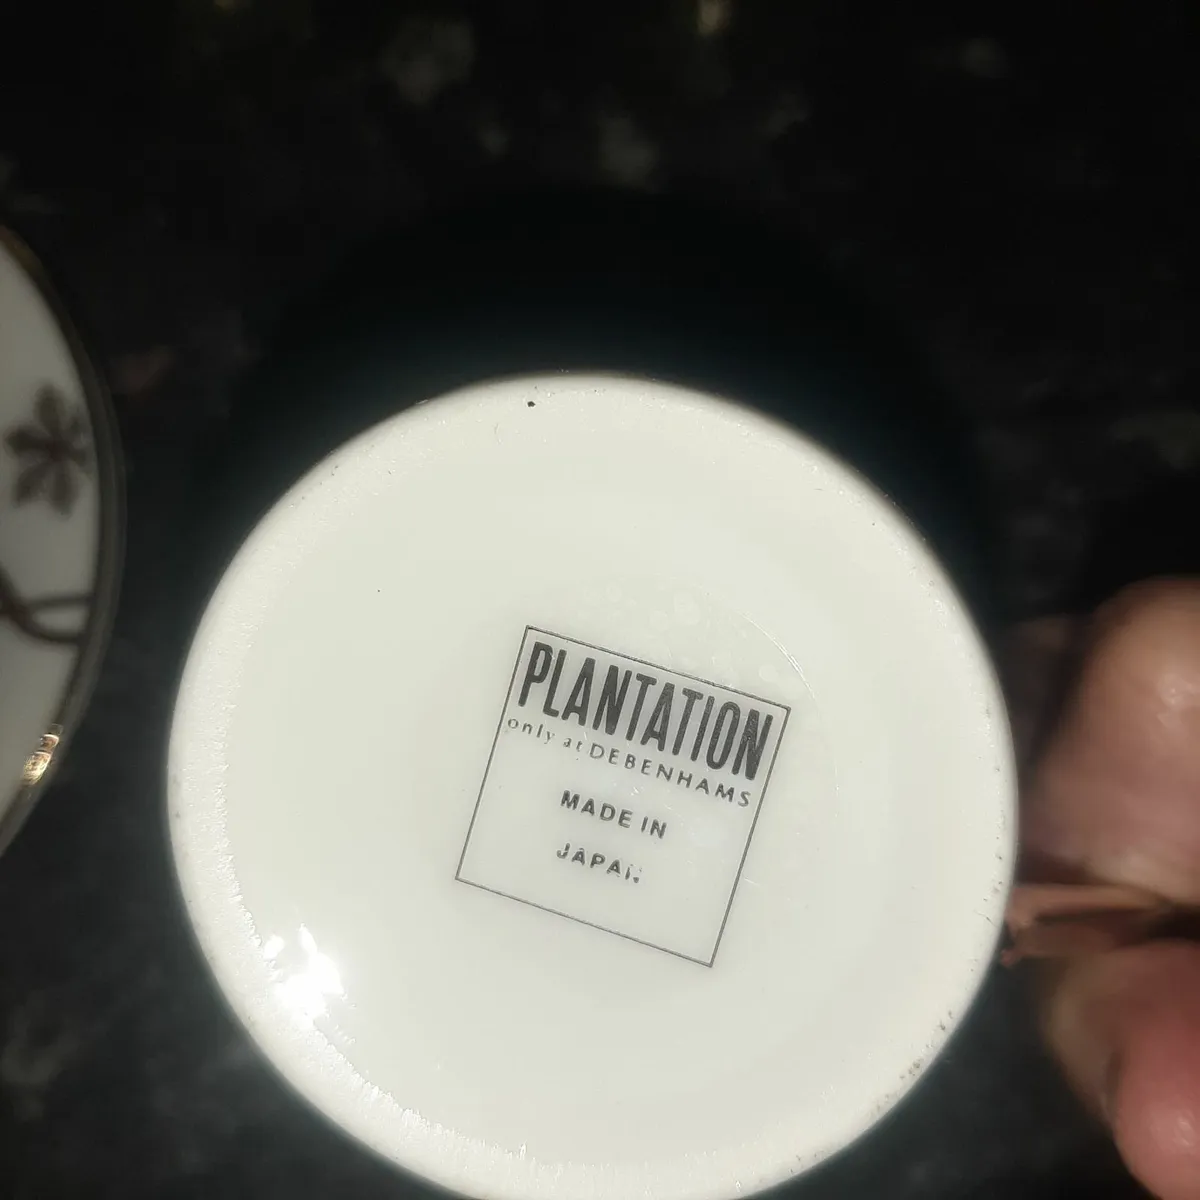 PLANTATION
only at DEBENHAMS
MADE IN
JAPAN